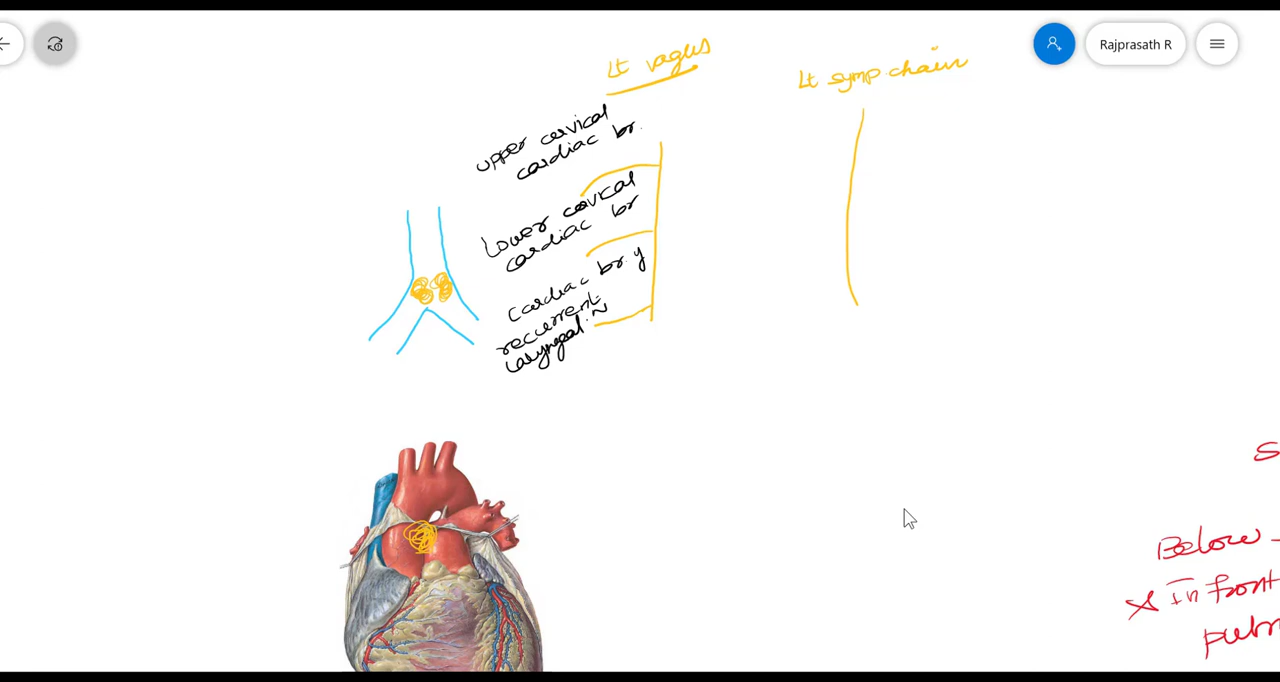 Rajprasath R
Lt vagus
Lt symp.chain
upper cervical
cardiac br.
Lower cervical
cardiac br
Cardiac br. y
recurrent
Laryngeal. N
S
Below -
In front